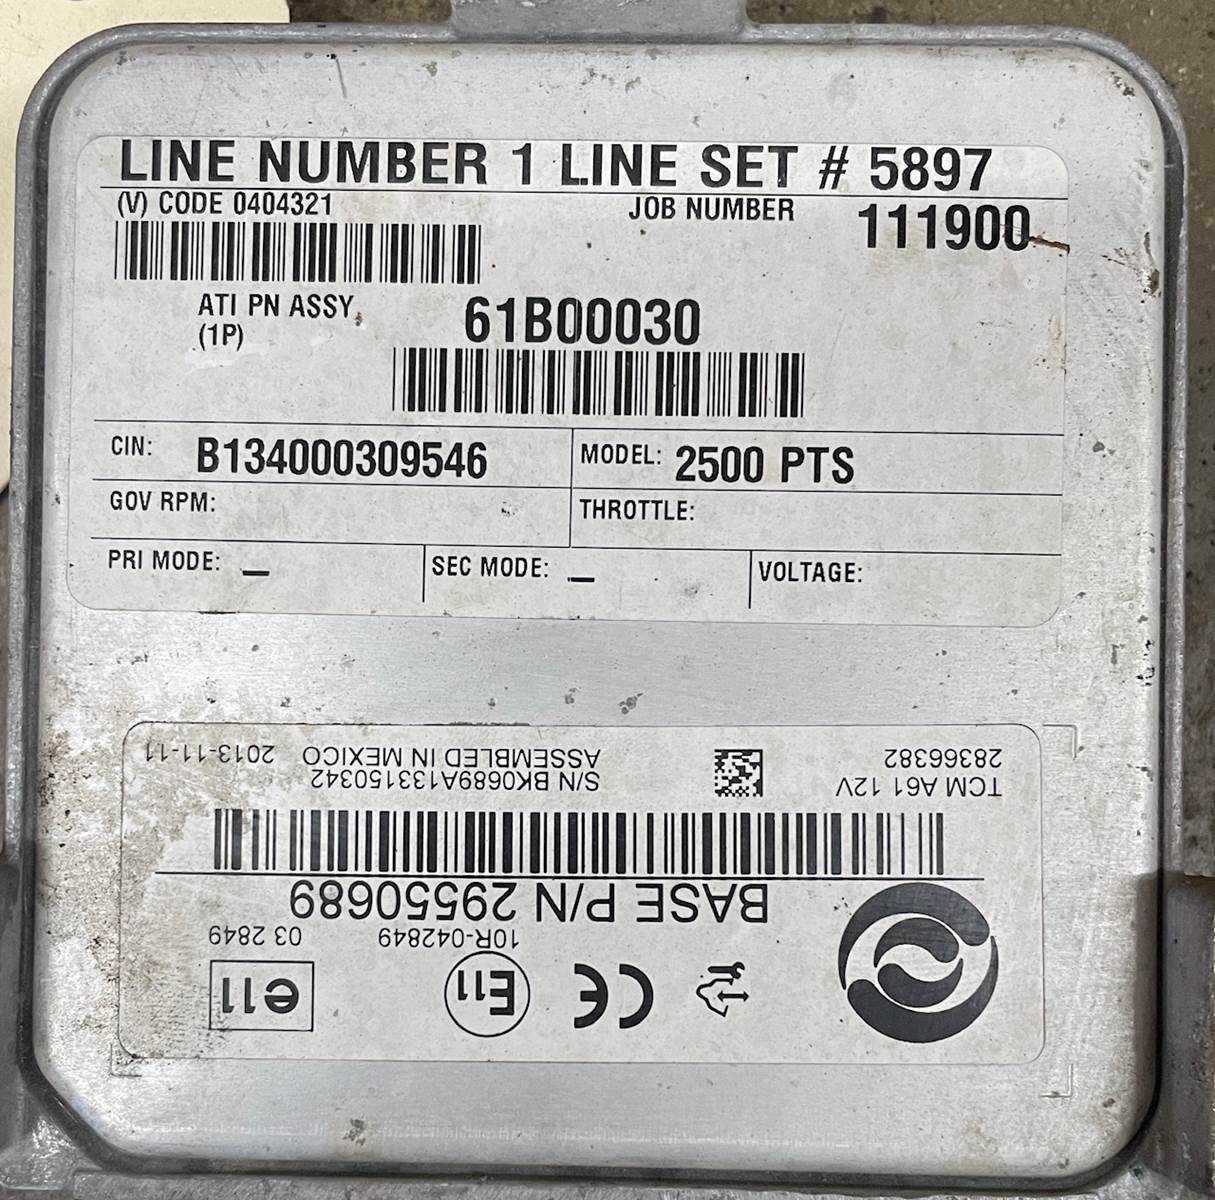 LINE NUMBER 1 LINE SET # 5897
(V) CODE 0404321 JOB NUMBER 111900
ATI PN ASSY 61B00030
(1P)
CIN: B134000309546 MODEL: 2500 PTS
GOV RPM: THROTTLE:
PRI MODE: _ SEC MODE: _ VOLTAGE:
e11 E11 CE
03 2849 10R-042849
BASE P/N 29550689
TCM A61 12V S/N BK0689A133150342
28366382 ASSEMBLED IN MEXICO 2013-11-11